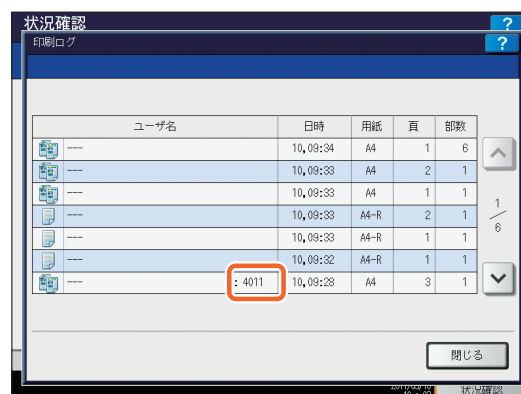 状況確認 ?
印刷ログ ?
ユーザ名 日時 用紙 頁 部数
--- 10,09:34 A4 1 6
--- 10,09:33 A4 2 1
--- 10,09:33 A4 1 1
--- 10,09:33 A4-R 2 1
--- 10,09:33 A4-R 1 1
--- 10,09:32 A4-R 1 1
--- : 4011 10,09:28 A4 3 1
1/6
閉じる
状況確認